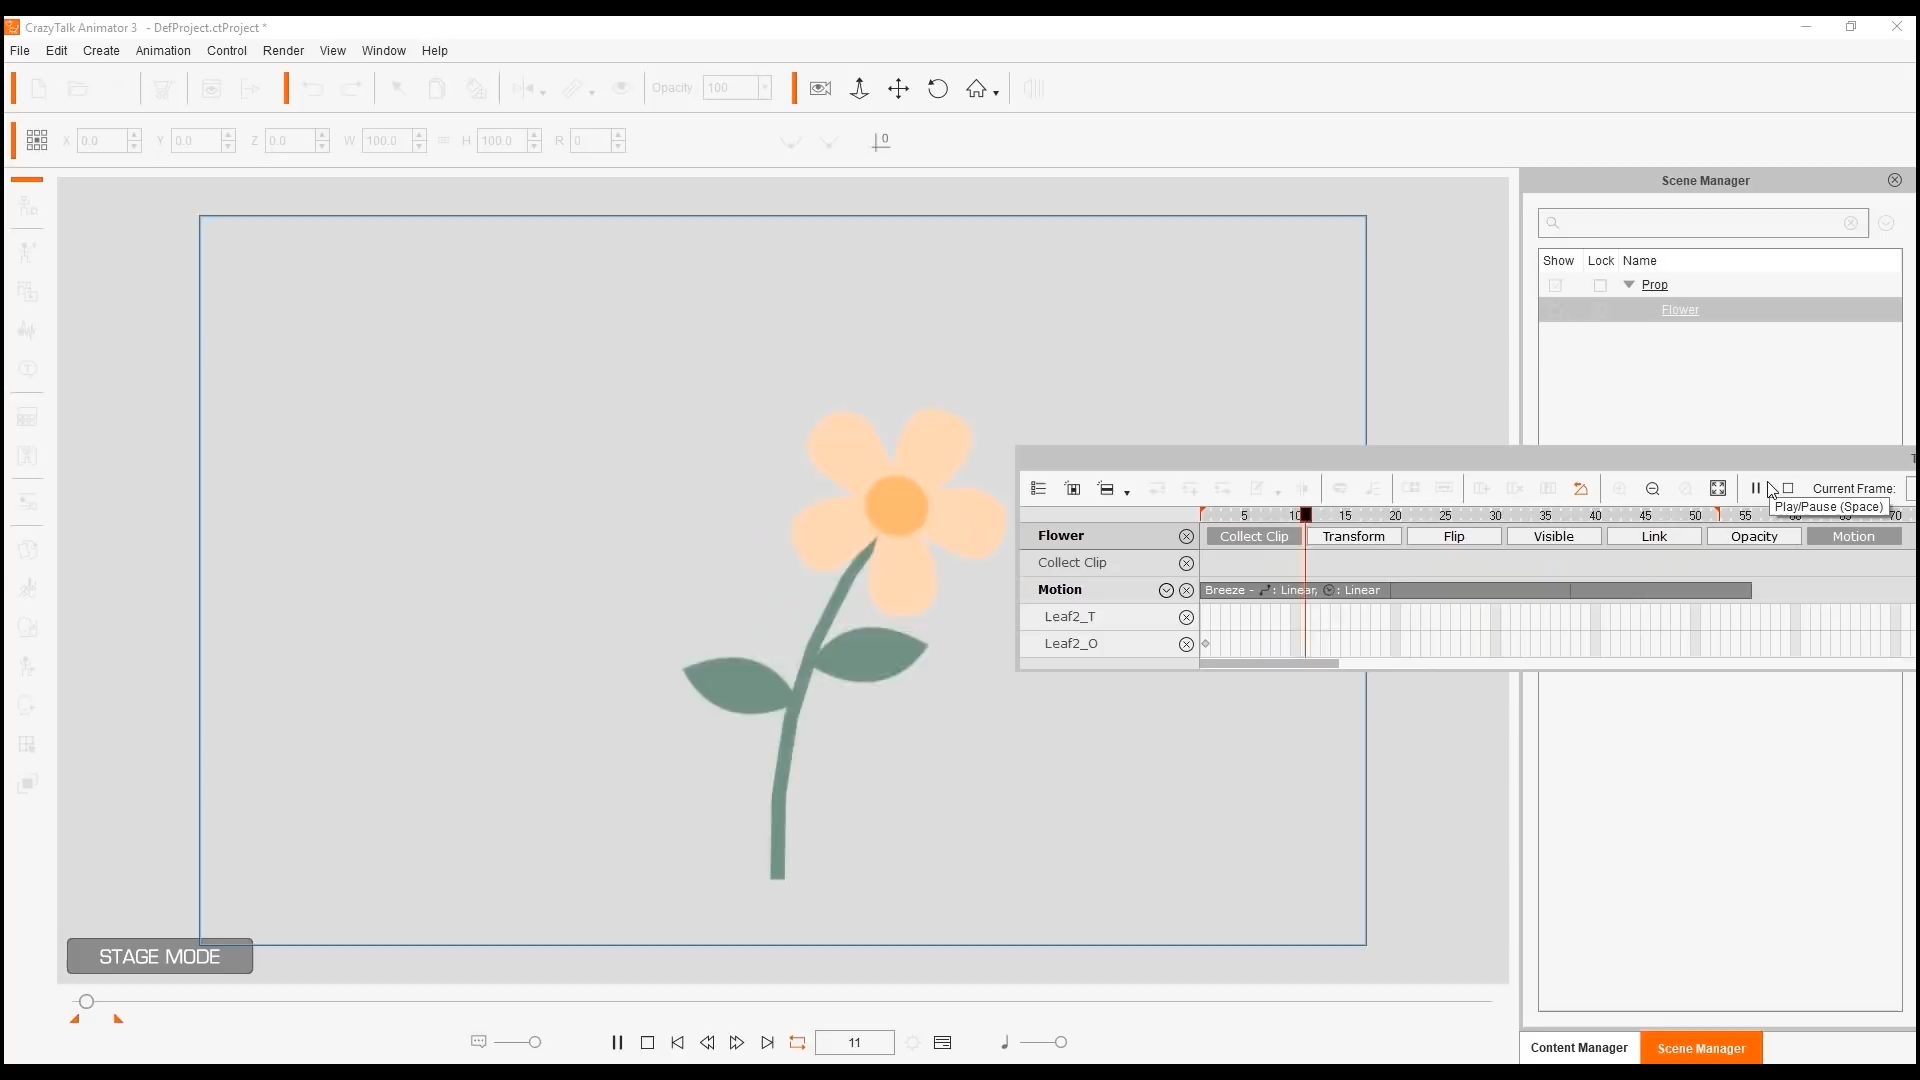 CrazyTalk Animator 3 - DefProject.ctProject *
File Edit Create Animation Control Render View Window Help
Opacity 100
X 0.0 Y 0.0 Z 0.0 W 100.0 H 100.0 R 0
0
Scene Manager
Show Lock Name
Prop
Flower
Current Frame:
Play/Pause (Space)
5 10 15 20 25 30 35 40 45 50 55 70
Flower Collect Clip Transform Flip Visible Link Opacity Motion
Collect Clip
Motion Breeze - : Linear, : Linear
Leaf2_T
Leaf2_O
STAGE MODE
11
Content Manager Scene Manager